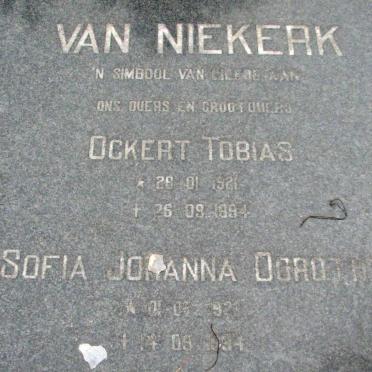 VAN NIEKERK
'N SIMBOOL VAN LIEFDE AAN
ONS OUERS EN GROOTOUERS
OCKERT TOBIAS
* 28 01 1921
† 26 09 1994
SOFIA JOHANNA